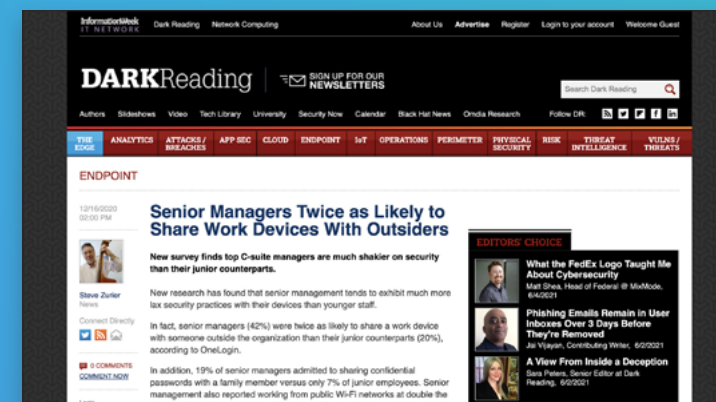 InformationWeek
IT NETWORK
Dark Reading Network Computing
About Us Advertise Register Login to your account Welcome Guest
DARKReading
SIGN UP FOR OUR
NEWSLETTERS
Search Dark Reading
Authors Slideshows Video Tech Library University Security Now Calendar Black Hat News Omdia Research Follow DR:
THE
EDGE
ANALYTICS
ATTACKS /
BREACHES
APP SEC
CLOUD
ENDPOINT
IoT
OPERATIONS
PERIMETER
PHYSICAL
SECURITY
RISK
THREAT
INTELLIGENCE
VULNS /
THREATS
ENDPOINT
12/16/2020
02:00 PM
Steve Zurier
News
Connect Directly
0 COMMENTS
COMMENT NOW
Senior Managers Twice as Likely to
Share Work Devices With Outsiders
New survey finds top C-suite managers are much shakier on security
than their junior counterparts.
New research has found that senior management tends to exhibit much more
lax security practices with their devices than younger staff.
In fact, senior managers (42%) were twice as likely to share a work device
with someone outside the organization than their junior counterparts (20%),
according to OneLogin.
In addition, 19% of senior managers admitted to sharing confidential
passwords with a family member versus only 7% of junior employees. Senior
management also reported working from public Wi-Fi networks at double the
EDITORS' CHOICE
What the FedEx Logo Taught Me
About Cybersecurity
Matt Shea, Head of Federal @ MixMode,
6/4/2021
Phishing Emails Remain in User
Inboxes Over 3 Days Before
They're Removed
Jai Vijayan, Contributing Writer, 6/2/2021
A View From Inside a Deception
Sara Peters, Senior Editor at Dark
Reading, 6/2/2021